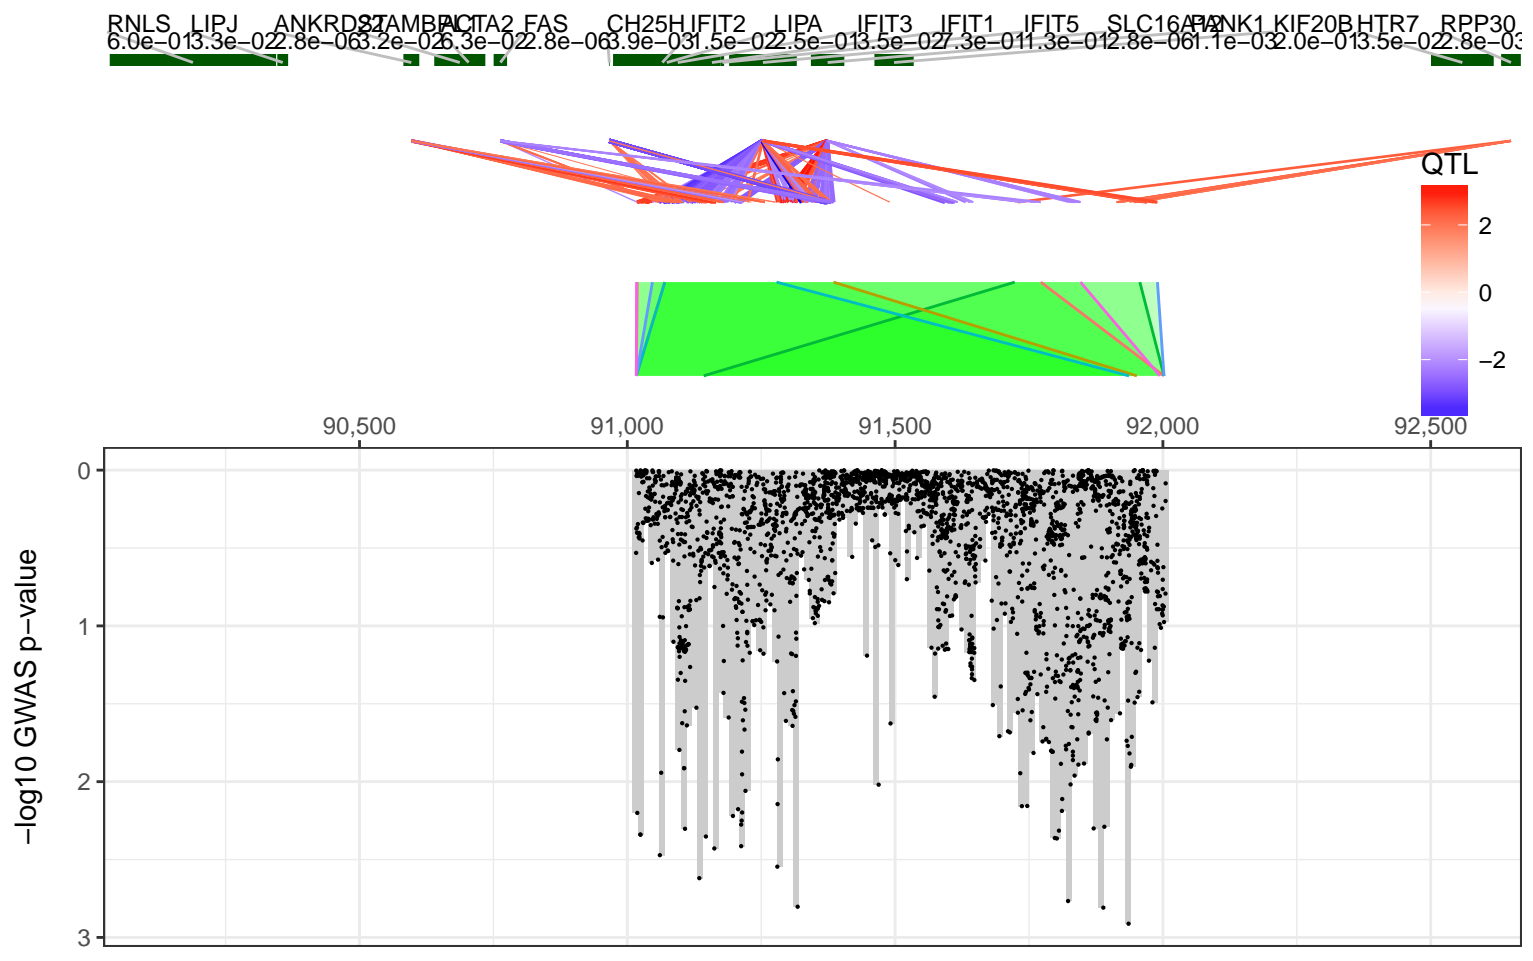 RNLS LIPJ ANKRD22 STAMBPL1 ACTA2 FAS CH25H IFIT2 LIPA IFIT3 IFIT1 IFIT5 SLC16A12 PANK1 KIF20B HTR7 RPP30
6.0e−01 3.3e−02 2.8e−06 3.2e−02 6.3e−02 2.8e−06 3.9e−03 1.5e−02 2.5e−01 3.5e−02 7.3e−01 1.3e−01 2.8e−06 1.1e−03 2.0e−01 3.5e−02 2.8e−03
QTL
2
0
−2
90,500 91,000 91,500 92,000 92,500
0
1
2
3
−log10 GWAS p−value